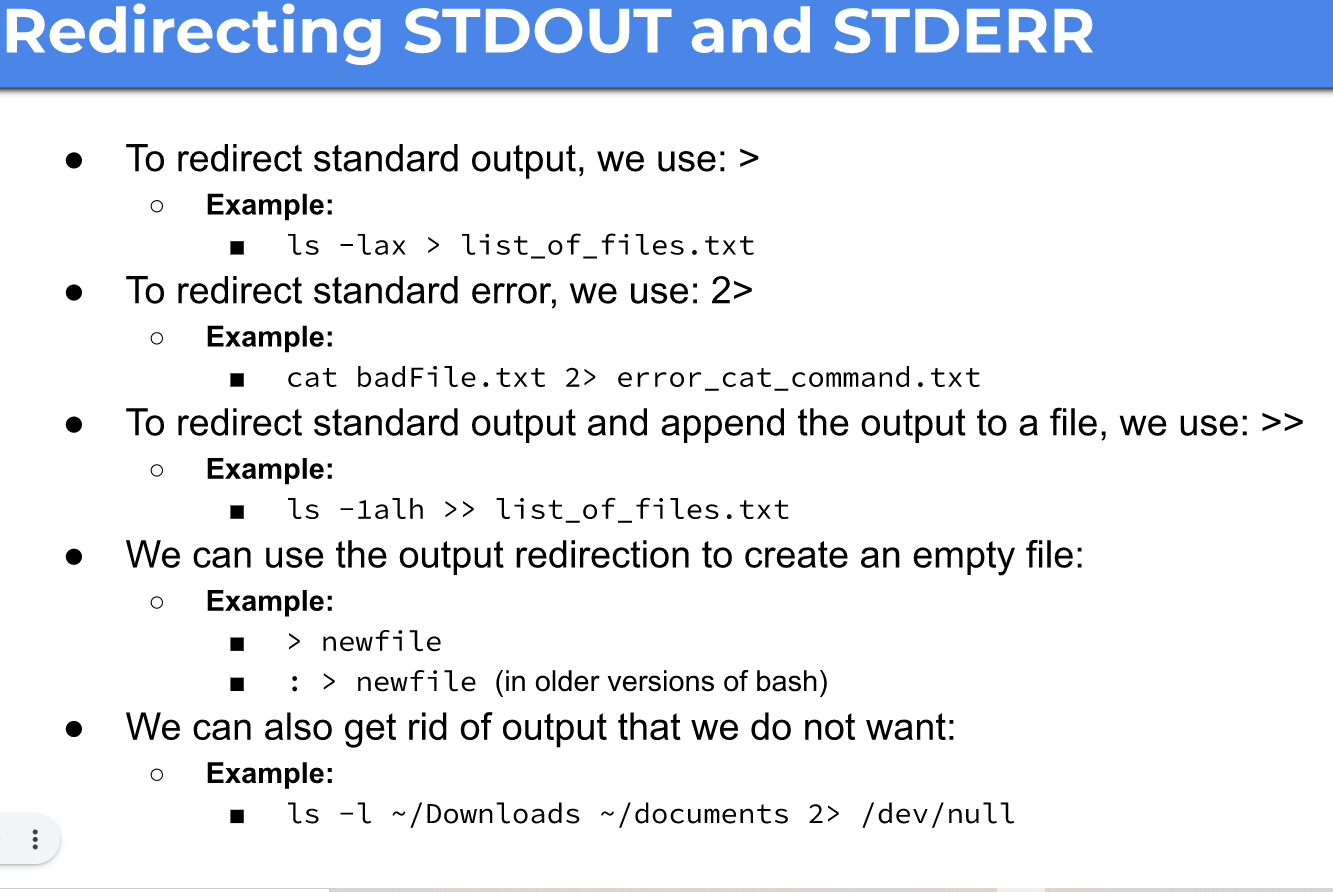 Redirecting STDOUT and STDERR
● To redirect standard output, we use: >
○ Example:
■ ls -lax > list_of_files.txt
● To redirect standard error, we use: 2>
○ Example:
■ cat badFile.txt 2> error_cat_command.txt
● To redirect standard output and append the output to a file, we use: >>
○ Example:
■ ls -1alh >> list_of_files.txt
● We can use the output redirection to create an empty file:
○ Example:
■ > newfile
■ : > newfile (in older versions of bash)
● We can also get rid of output that we do not want:
○ Example:
■ ls -l ~/Downloads ~/documents 2> /dev/null